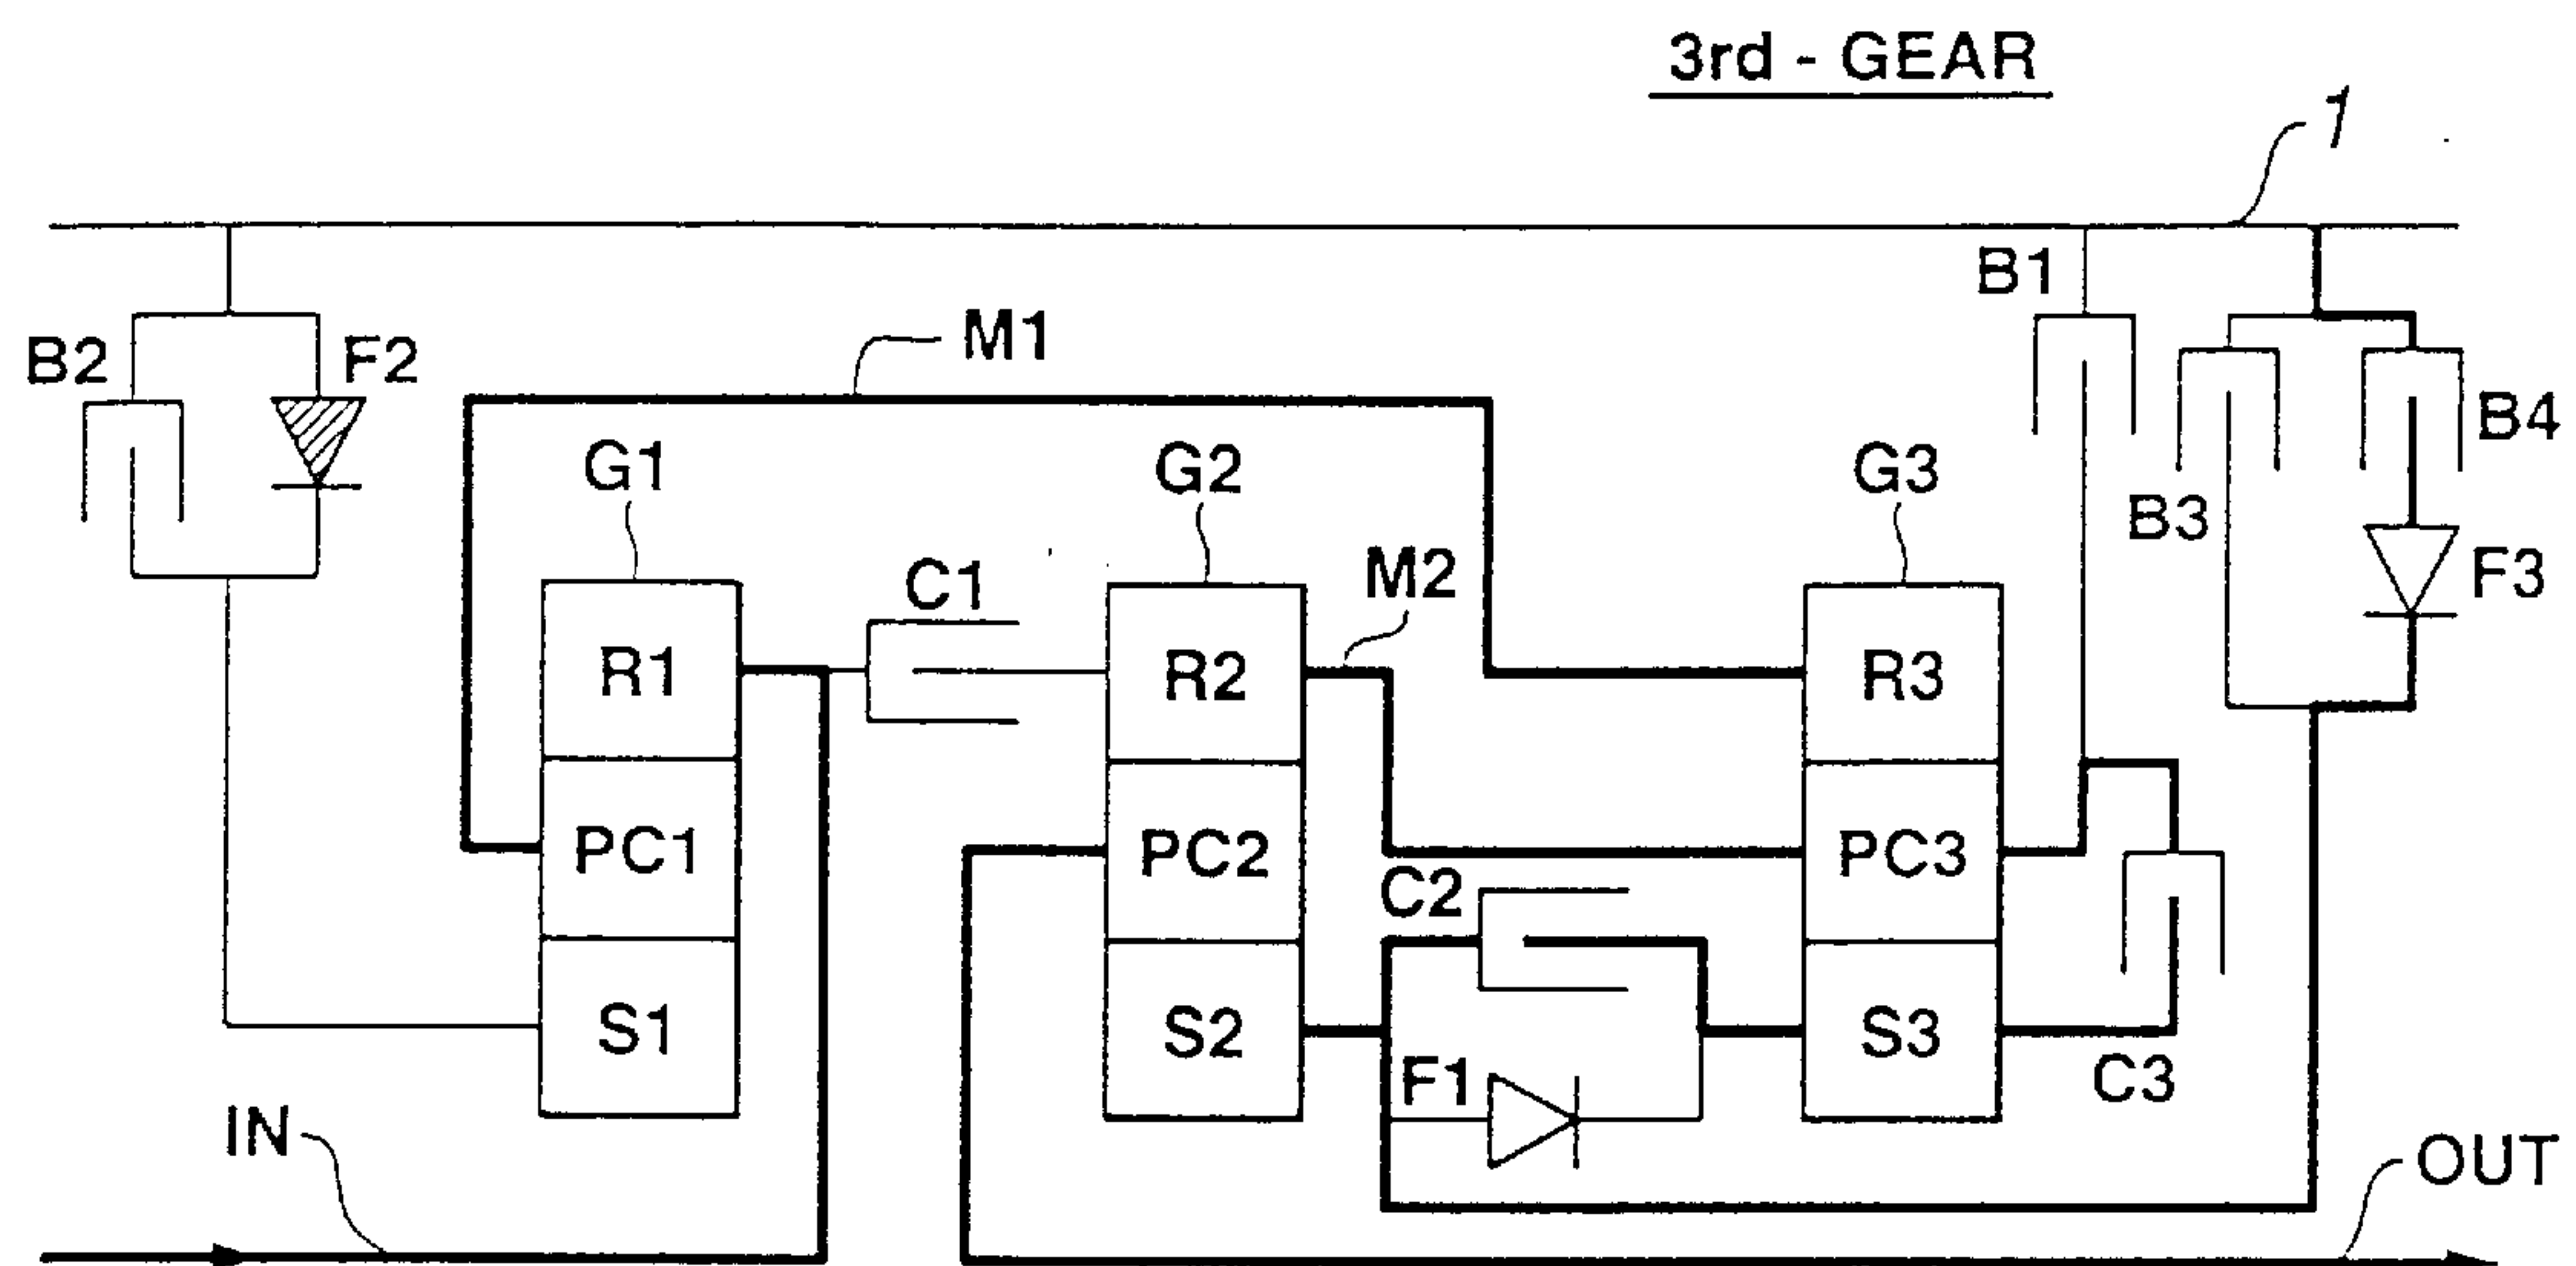 3rd - GEAR
1
B1
M1
B2
F2
B4
G1
G2
G3
B3
M2
F3
C1
R1
R2
R3
PC1
PC2
PC3
C2
S1
S2
S3
F1
C3
IN
OUT